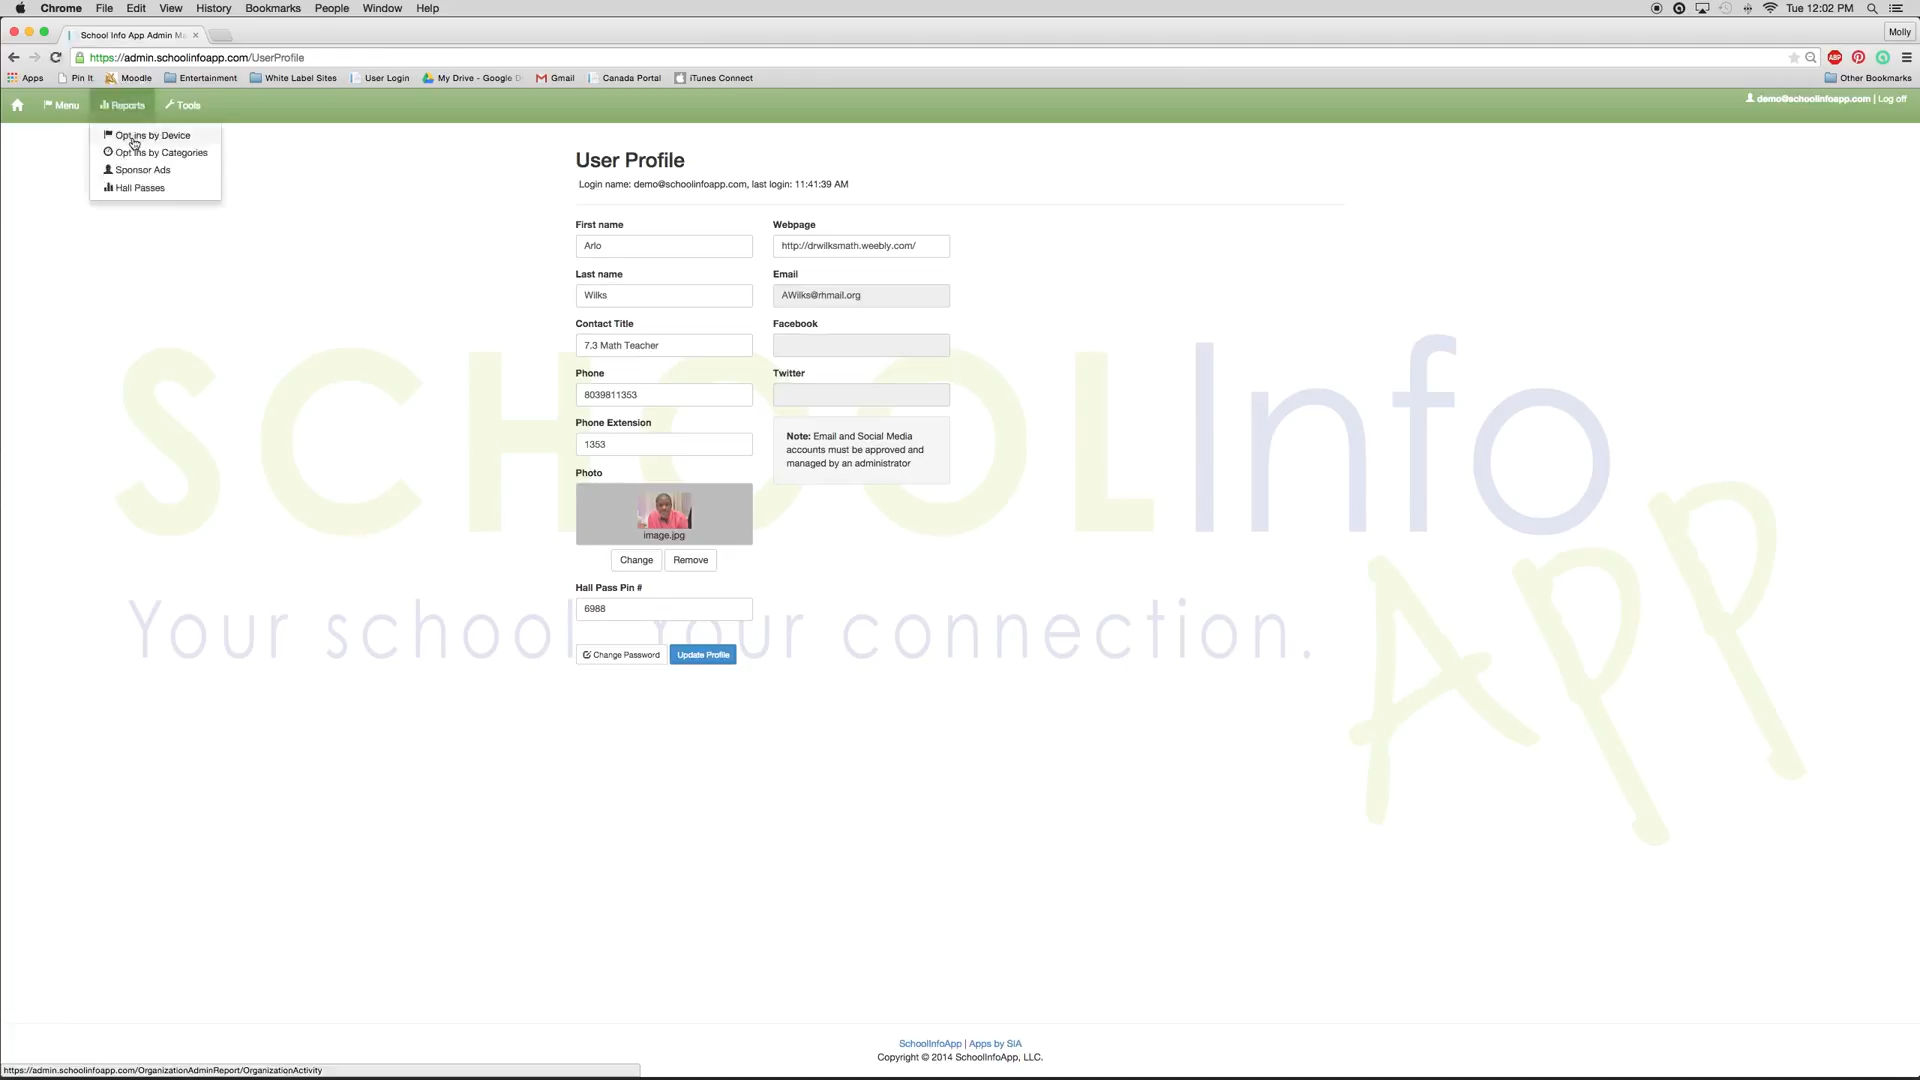 Chrome File Edit View History Bookmarks People Window Help Tue 12:02 PM
School Info App Admin Ma Molly
https://admin.schoolinfoapp.com/UserProfile
Apps Pin It Moodle Entertainment White Label Sites User Login My Drive - Google D Gmail Canada Portal iTunes Connect Other Bookmarks
Menu Reports Tools demo@schoolinfoapp.com | Log off
Opt ins by Device
Opt ins by Categories
Sponsor Ads
Hall Passes
User Profile
Login name: demo@schoolinfoapp.com, last login: 11:41:39 AM
First name
Arlo
Last name
Wilks
Contact Title
7.3 Math Teacher
Phone
8039811353
Phone Extension
1353
Photo
image.jpg
Change Remove
Hall Pass Pin #
6988
Change Password Update Profile
Webpage
http://drwilksmath.weebly.com/
Email
AWilks@rhmail.org
Facebook
Twitter
Note: Email and Social Media
accounts must be approved and
managed by an administrator
SCHOOLInfo
APP
Your school. Your connection.
SchoolInfoApp | Apps by SIA
Copyright © 2014 SchoolInfoApp, LLC.
https://admin.schoolinfoapp.com/OrganizationAdminReport/OrganizationActivity
ABP